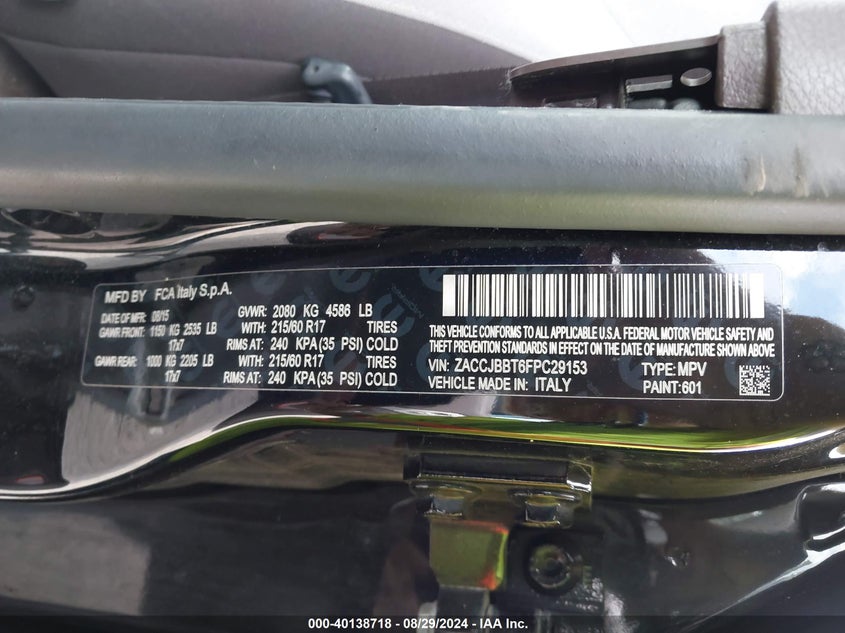 MFD BY FCA Italy S.p.A.
DATE OF MFR: 08/15 GVWR: 2080 KG 4586 LB
GAWR FRONT: 1150 KG 2535 LB WITH: 215/60 R17 TIRES
17x7 RIMS AT: 240 KPA(35 PSI) COLD
GAWR REAR: 1000 KG 2205 LB WITH: 215/60 R17 TIRES
17x7 RIMS AT: 240 KPA(35 PSI) COLD
THIS VEHICLE CONFORMS TO ALL APPLICABLE U.S.A. FEDERAL MOTOR VEHICLE SAFETY AND
THEFT PREVENTION STANDARDS IN EFFECT ON THE DATE OF MANUFACTURE SHOWN ABOVE
VIN: ZACCJBBT6FPC29153 TYPE: MPV
VEHICLE MADE IN: ITALY PAINT:601
000-40138718 - 08/29/2024 - IAA Inc.